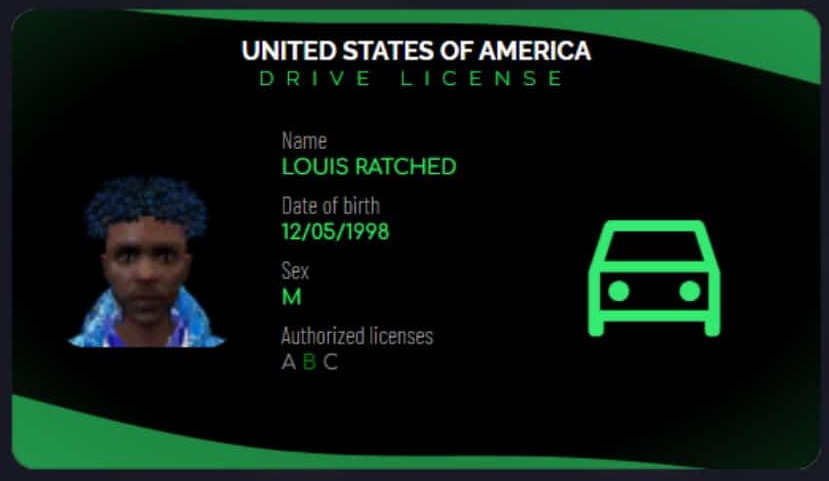 UNITED STATES OF AMERICA
DRIVE LICENSE
Name
LOUIS RATCHED
Date of birth
12/05/1998
Sex
M
Authorized licenses
A B C